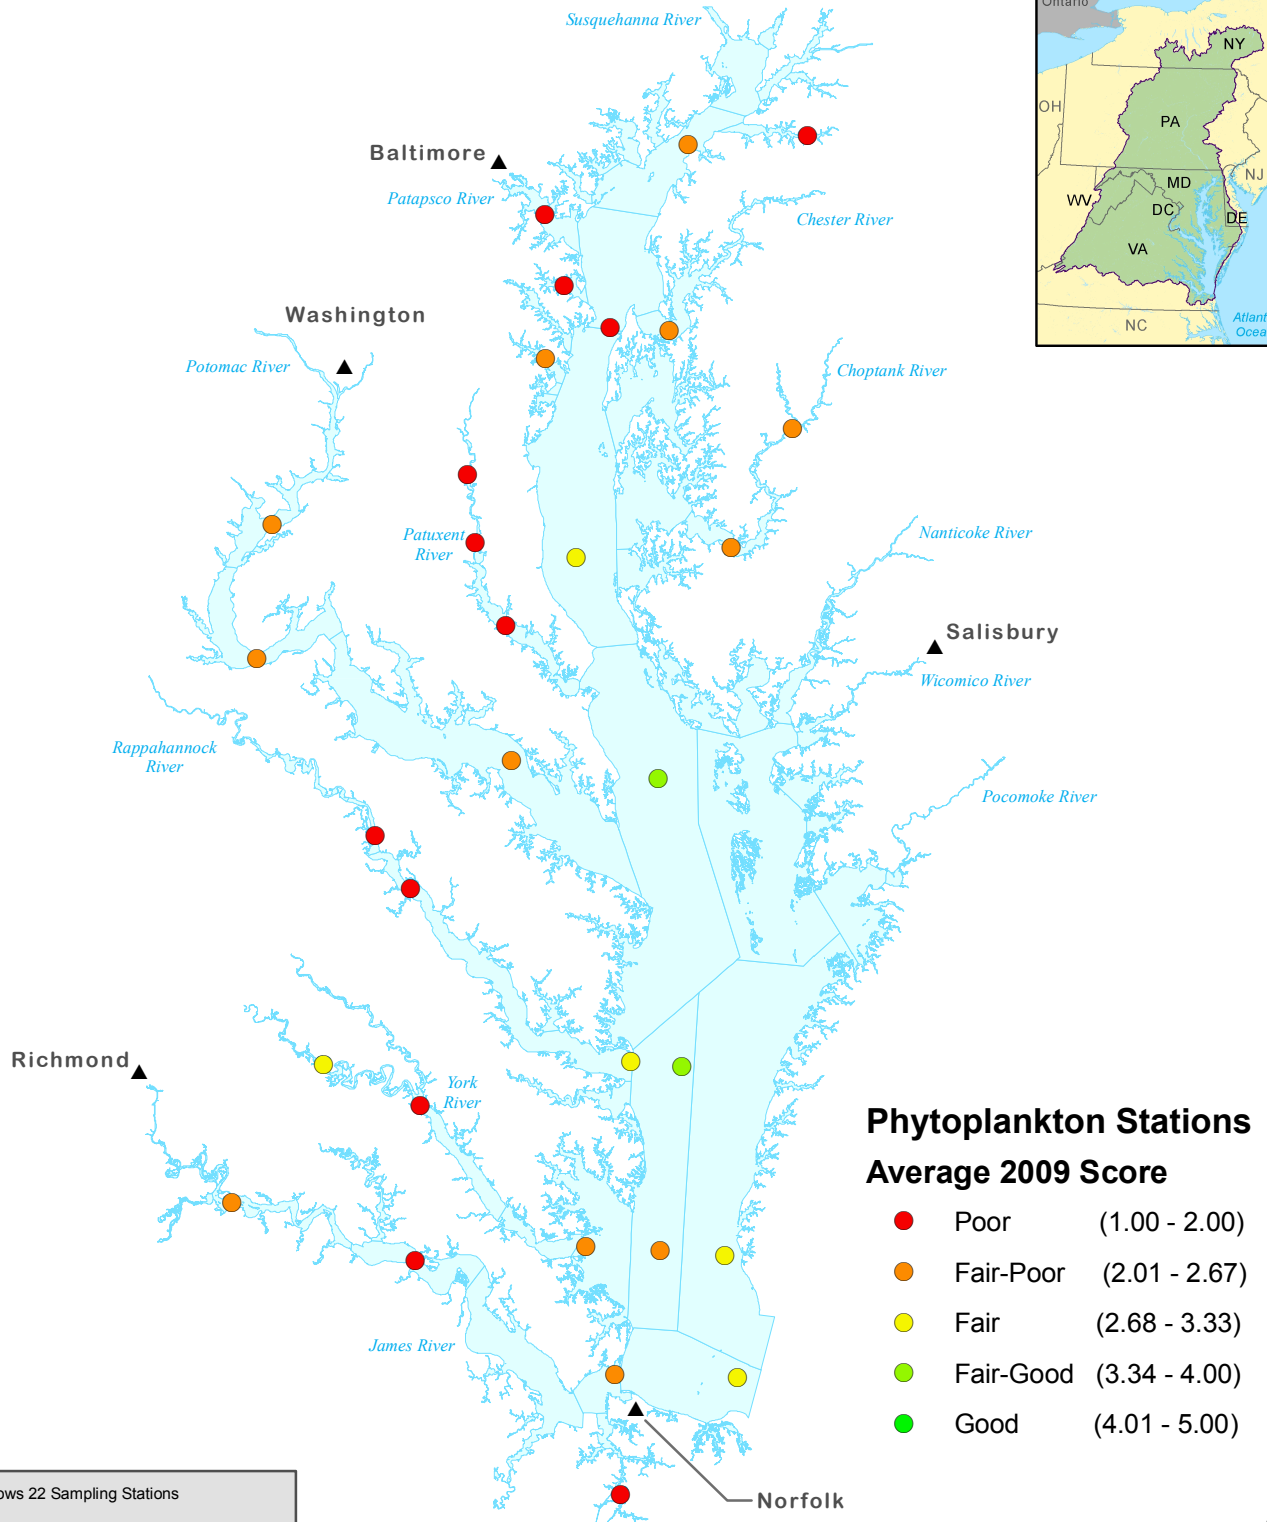 Susquehanna River
Ontario
NY
OH
PA
NJ
MD
WV
DC
DE
VA
NC
Baltimore
Patapsco River
Chester River
Washington
Potomac River
Choptank River
Patuxent
River
Nanticoke River
Salisbury
Wicomico River
Rappahannock
River
Pocomoke River
Richmond
York
River
James River
Norfolk
Phytoplankton Stations
Average 2009 Score
Poor (1.00 - 2.00)
Fair-Poor (2.01 - 2.67)
Fair (2.68 - 3.33)
Fair-Good (3.34 - 4.00)
Good (4.01 - 5.00)
22 Sampling Stations